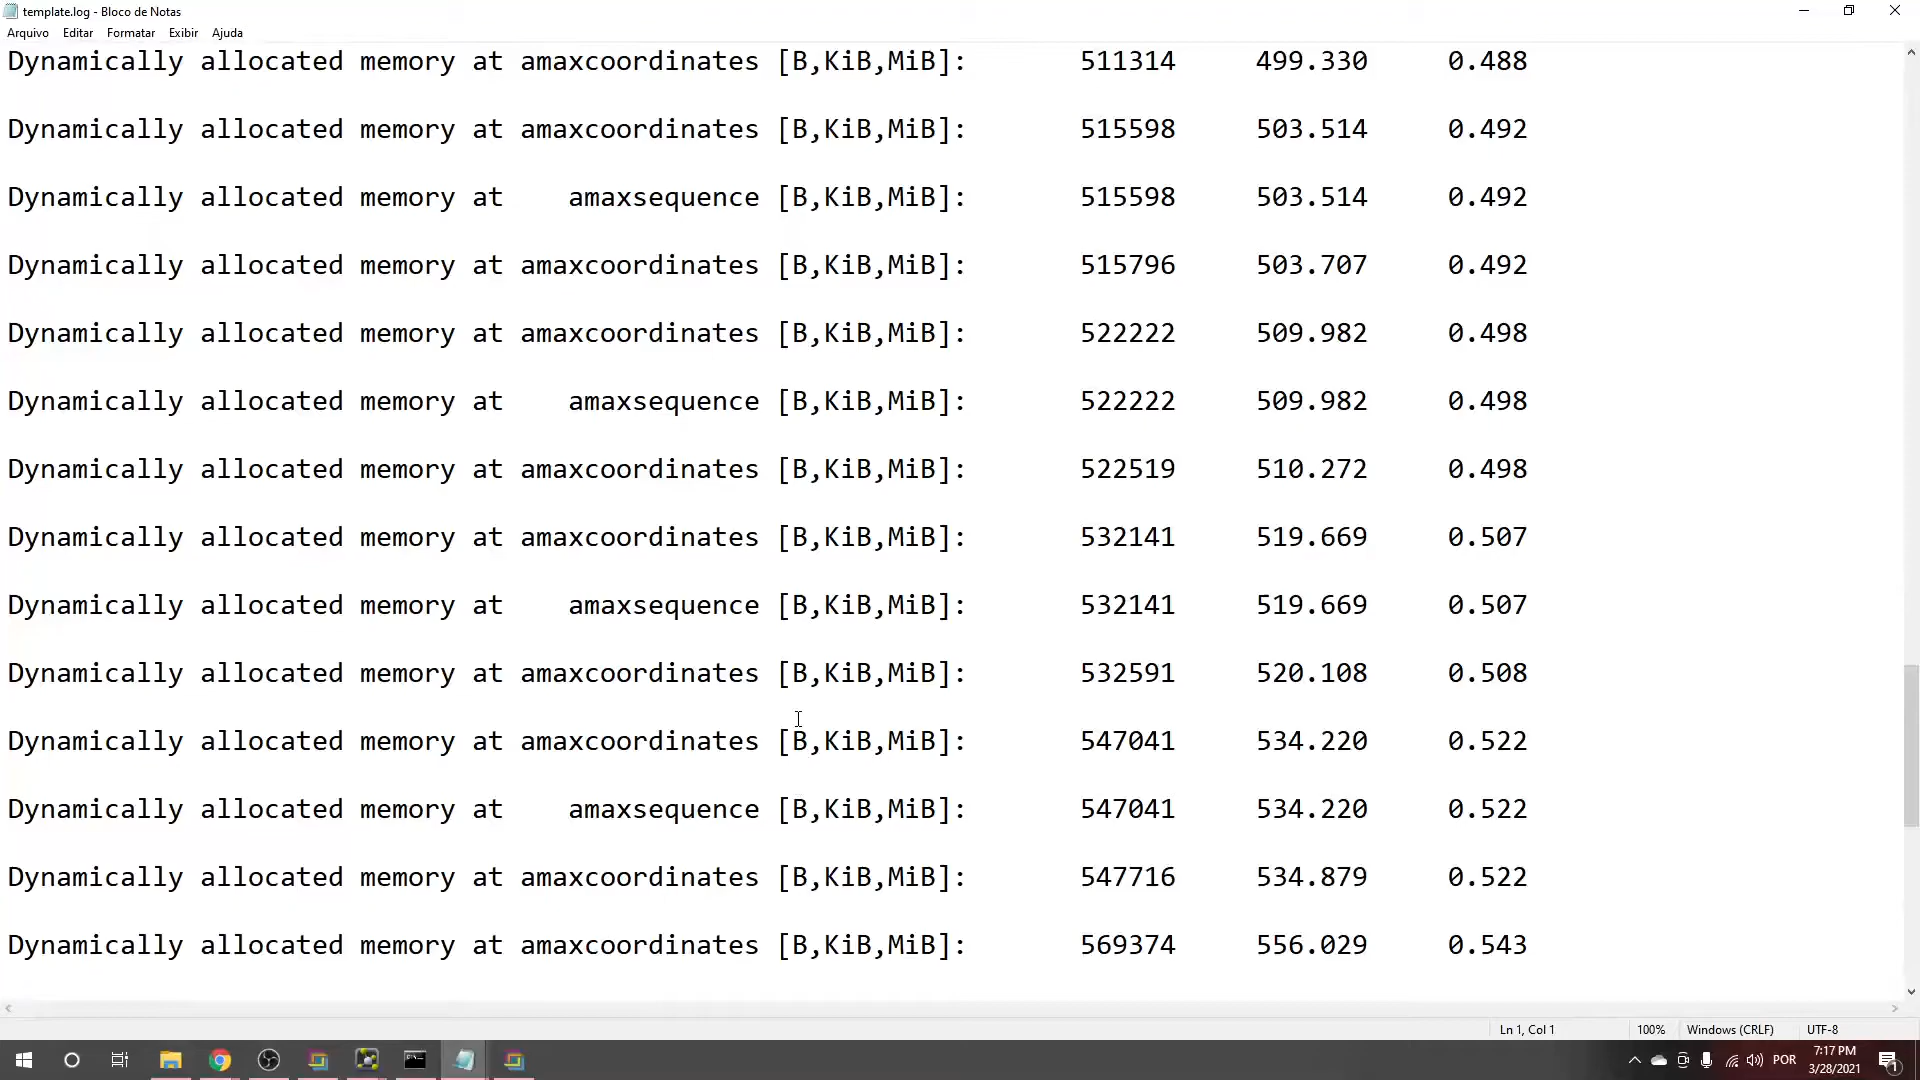 template.log - Bloco de Notas
Arquivo Editar Formatar Exibir Ajuda
Dynamically allocated memory at amaxcoordinates [B,KiB,MiB]: 511314 499.330 0.488
Dynamically allocated memory at amaxcoordinates [B,KiB,MiB]: 515598 503.514 0.492
Dynamically allocated memory at amaxsequence [B,KiB,MiB]: 515598 503.514 0.492
Dynamically allocated memory at amaxcoordinates [B,KiB,MiB]: 515796 503.707 0.492
Dynamically allocated memory at amaxcoordinates [B,KiB,MiB]: 522222 509.982 0.498
Dynamically allocated memory at amaxsequence [B,KiB,MiB]: 522222 509.982 0.498
Dynamically allocated memory at amaxcoordinates [B,KiB,MiB]: 522519 510.272 0.498
Dynamically allocated memory at amaxcoordinates [B,KiB,MiB]: 532141 519.669 0.507
Dynamically allocated memory at amaxsequence [B,KiB,MiB]: 532141 519.669 0.507
Dynamically allocated memory at amaxcoordinates [B,KiB,MiB]: 532591 520.108 0.508
Dynamically allocated memory at amaxcoordinates [B,KiB,MiB]: 547041 534.220 0.522
Dynamically allocated memory at amaxsequence [B,KiB,MiB]: 547041 534.220 0.522
Dynamically allocated memory at amaxcoordinates [B,KiB,MiB]: 547716 534.879 0.522
Dynamically allocated memory at amaxcoordinates [B,KiB,MiB]: 569374 556.029 0.543
Ln 1, Col 1 100% Windows (CRLF) UTF-8
POR 7:17 PM
3/28/2021 1